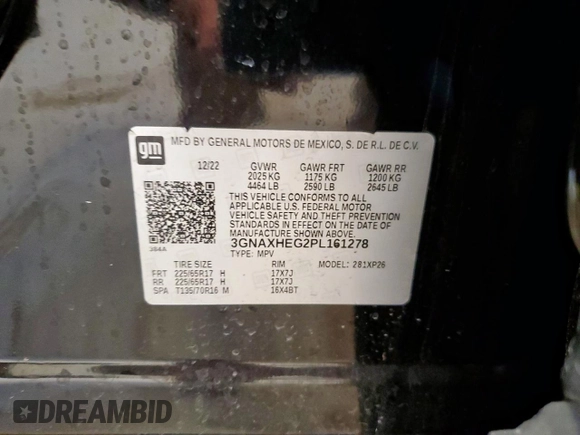 gm MFD BY GENERAL MOTORS DE MEXICO, S. DE R.L. DE C.V.
12/22 GVWR GAWR FRT GAWR RR
2025 KG 1175 KG 1200 KG
4464 LB 2590 LB 2645 LB
THIS VEHICLE CONFORMS TO ALL
APPLICABLE U.S. FEDERAL MOTOR
VEHICLE SAFETY AND THEFT PREVENTION
STANDARDS IN EFFECT ON THE DATE OF
MANUFACTURE SHOWN ABOVE.
3GNAXHEG2PL161278
384A TYPE: MPV
TIRE SIZE RIM MODEL: 281XP26
FRT 225/65R17 H 17X7J
RR 225/65R17 H 17X7J
SPA T135/70R16 M 16X4BT
DREAMBID